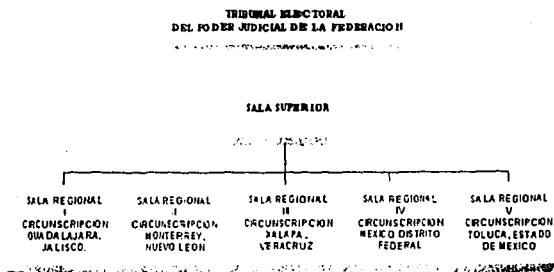 TRIBUNAL ELECTORAL
DEL PODER JUDICIAL DE LA FEDERACION
SALA SUPERIOR
SALA REGIONAL
I
CIRCUNSCRIPCION
GUADALAJARA,
JALISCO.
SALA REGIONAL
II
CIRCUNSCRIPCION
MONTERREY,
NUEVO LEON
SALA REGIONAL
III
CIRCUNSCRIPCION
XALAPA,
VERACRUZ
SALA REGIONAL
IV
CIRCUNSCRIPCION
MEXICO DISTRITO
FEDERAL
SALA REGIONAL
V
CIRCUNSCRIPCION
TOLUCA, ESTADO
DE MEXICO